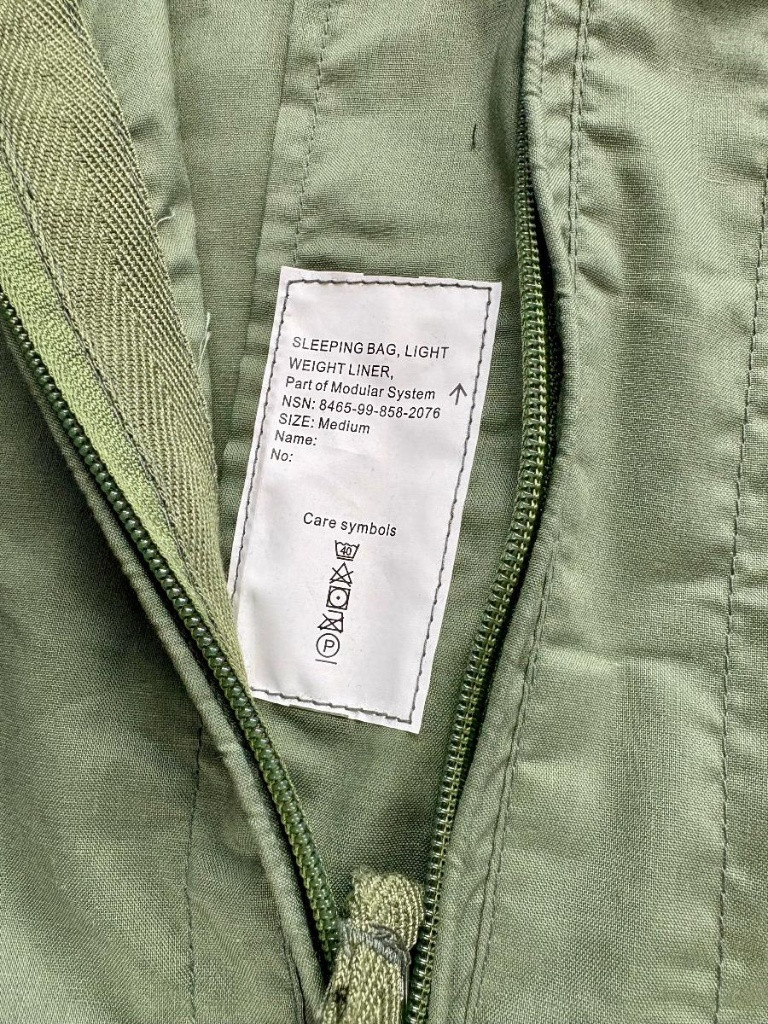 SLEEPING BAG, LIGHT
WEIGHT LINER,
Part of Modular System
NSN: 8465-99-858-2076
SIZE: Medium
Name:
No:
Care symbols
40
P